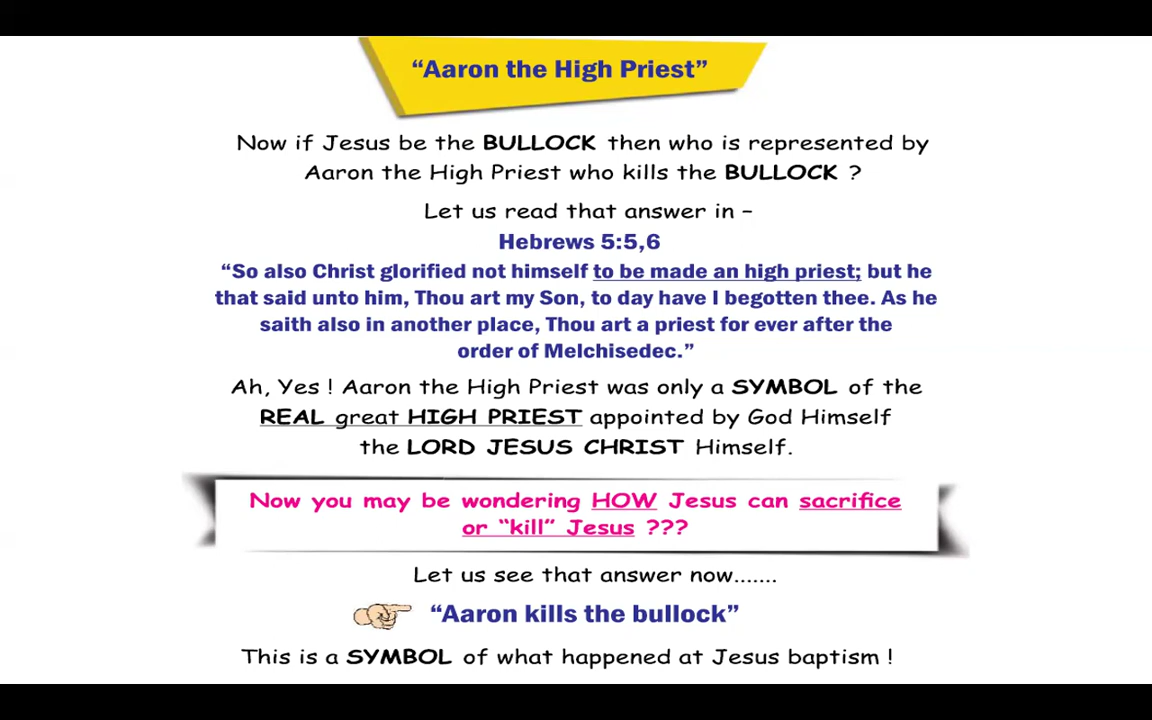 “Aaron the High Priest”
Now if Jesus be the BULLOCK then who is represented by
Aaron the High Priest who kills the BULLOCK ?
Let us read that answer in –
Hebrews 5:5,6
“So also Christ glorified not himself to be made an high priest; but he
that said unto him, Thou art my Son, to day have I begotten thee. As he
saith also in another place, Thou art a priest for ever after the
order of Melchisedec.”
Ah, Yes ! Aaron the High Priest was only a SYMBOL of the
REAL great HIGH PRIEST appointed by God Himself
the LORD JESUS CHRIST Himself.
Now you may be wondering HOW Jesus can sacrifice
or “kill” Jesus ???
Let us see that answer now.......
“Aaron kills the bullock”
This is a SYMBOL of what happened at Jesus baptism !